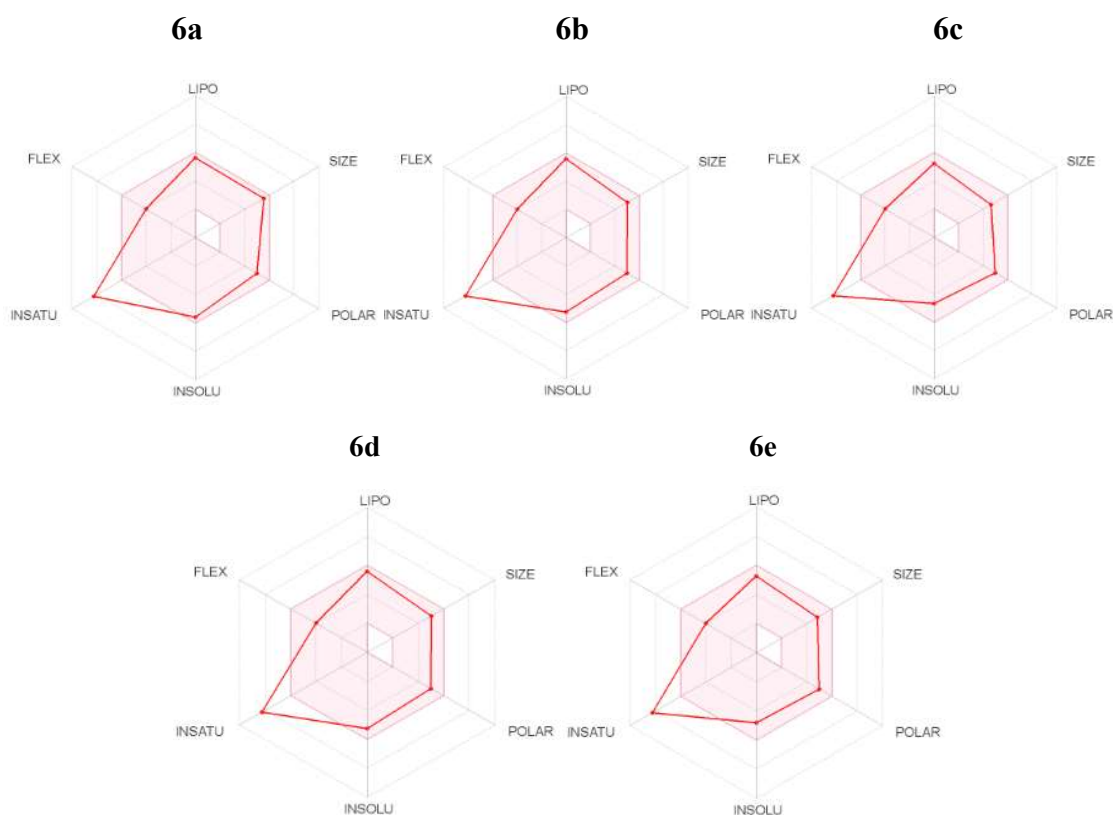 6a 6b 6c
LIPO LIPO LIPO
FLEX SIZE FLEX SIZE FLEX SIZE
INSATU POLAR INSATU POLAR INSATU POLAR
INSOLU INSOLU INSOLU
6d 6e
LIPO LIPO
FLEX SIZE FLEX SIZE
INSATU POLAR INSATU POLAR
INSOLU INSOLU